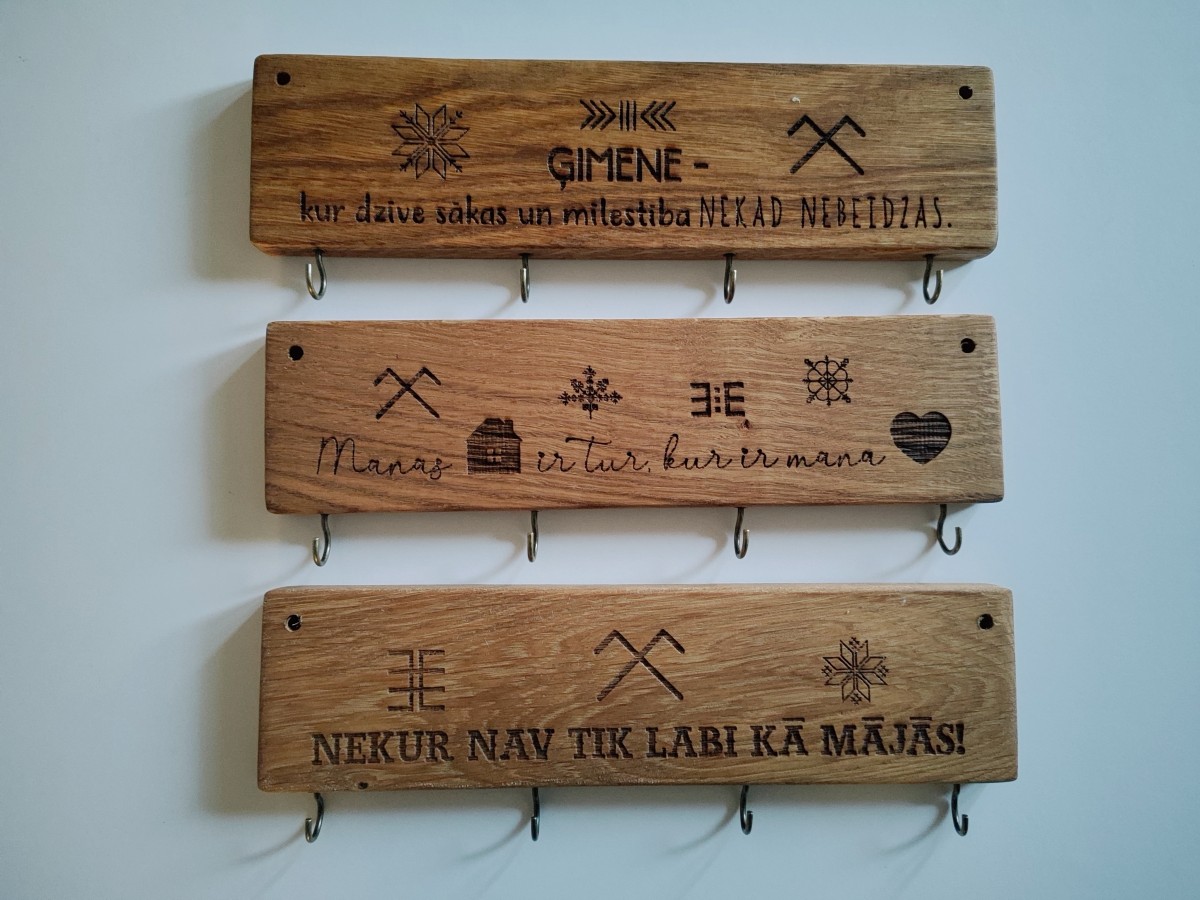 ĢIMENE -
kur dzive sākas un milestiba NEKAD NEBEIDZAS.
Manas ir tur, kur ir mana
NEKUR NAV TIK LABI KĀ MĀJĀS!